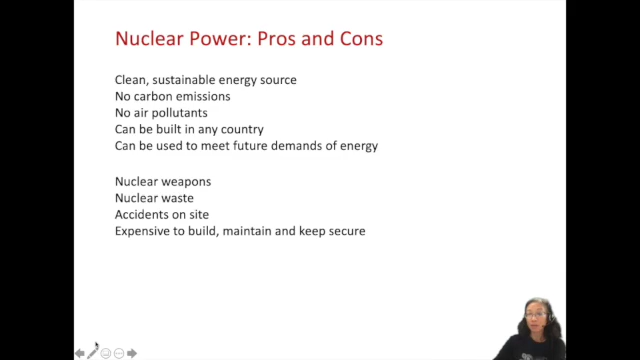 Nuclear Power: Pros and Cons
Clean, sustainable energy source
No carbon emissions
No air pollutants
Can be built in any country
Can be used to meet future demands of energy
Nuclear weapons
Nuclear waste
Accidents on site
Expensive to build, maintain and keep secure